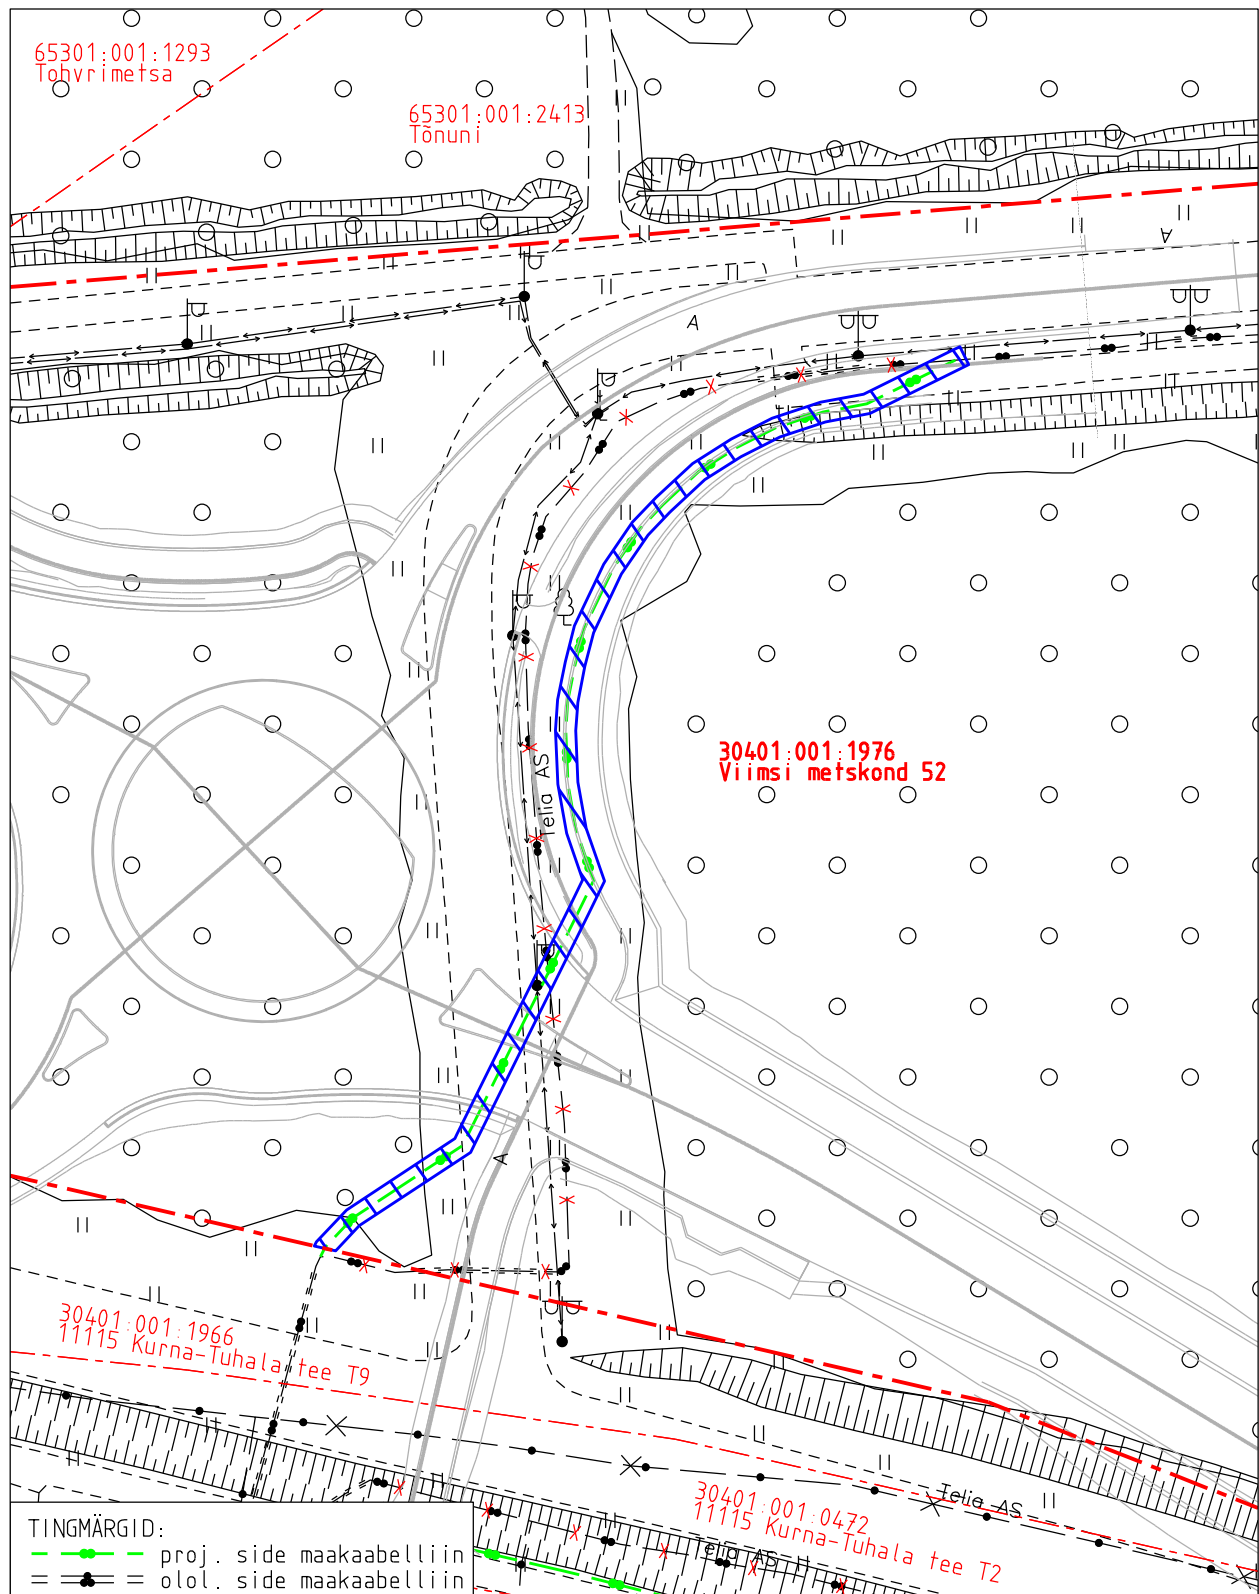 65301:001:1293
Tohvrimetsa
65301:001:2413
Tõnuni
A
A
30401:001:1976
Viimsi metskond 52
Telia AS
A
30401:001:1966
11115 Kurna-Tuhala tee T9
30401:001:0472
11115 Kurna-Tuhala tee T2
Telia AS
Telia AS
TINGMÄRGID:
proj. side maakaabelliin
olol. side maakaabelliin